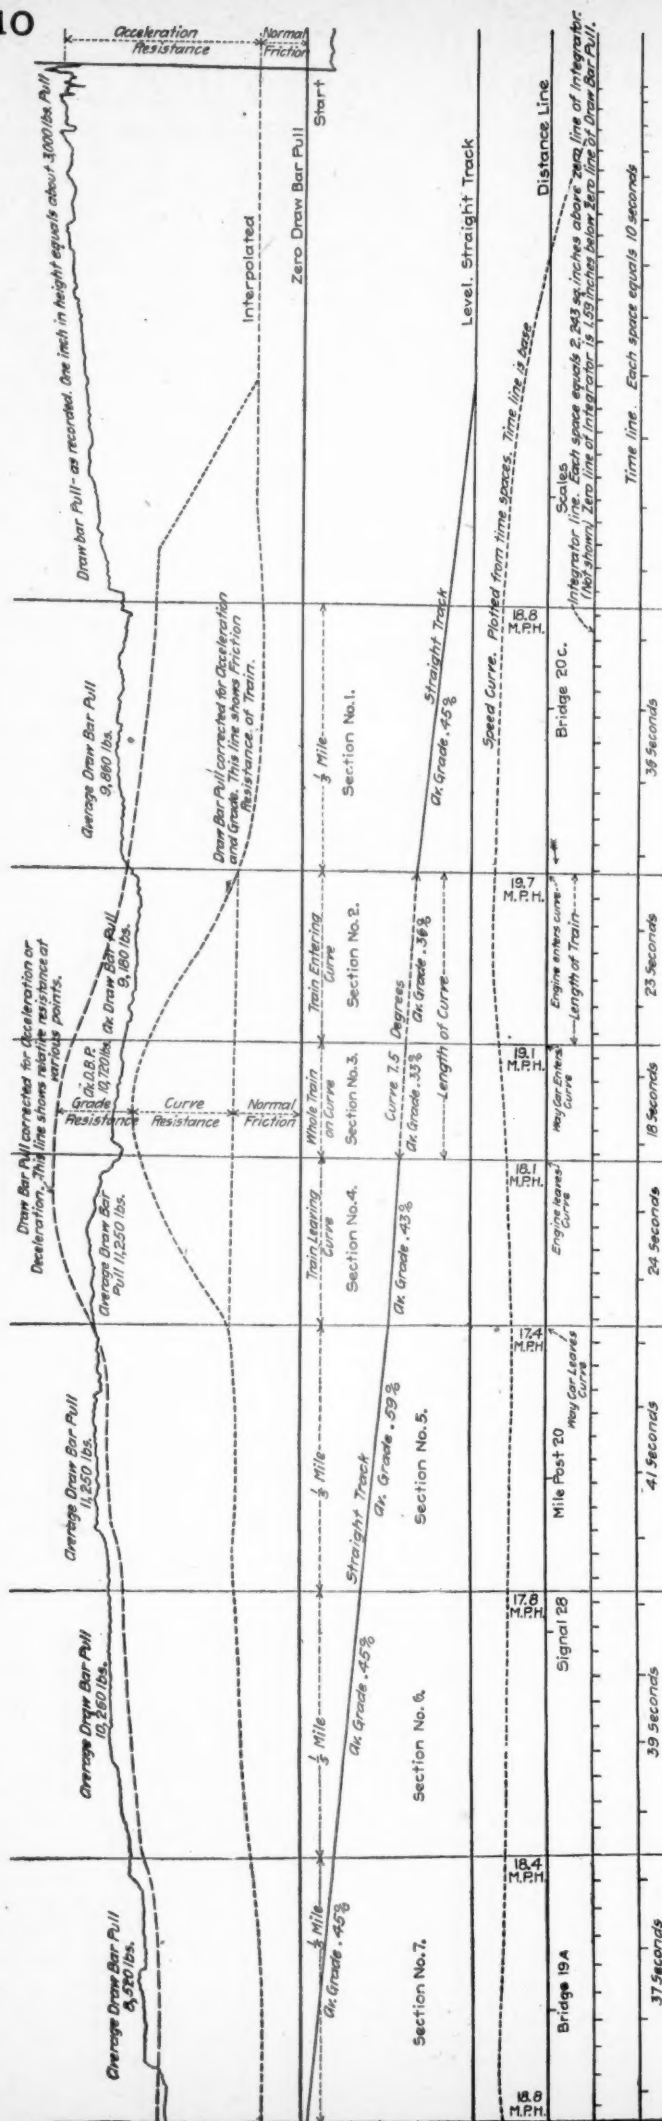 10
Acceleration
Resistance
Normal
Friction
Draw bar Pull - as recorded. One inch in height equals about 3,000 lbs. Pull
Interpolated
Zero Draw Bar Pull
Start
Level. Straight Track
Speed Curve. Plotted from time spaces. Time line is base
Distance Line
Scales
Integrator line. Each space equals 2.243 sq. inches above zero line of Integrator.
(Not shown) Zero line of Integrator is 1.59 inches below Zero line of Draw Bar Pull.
Time line. Each space equals 10 seconds
Average Draw Bar Pull
9,860 lbs.
Draw Bar Pull corrected for Acceleration
and Grade. This line shows Friction
Resistance of Train.
1/3 Mile
Section No. 1.
Straight Track
Av. Grade .45%
18.8
M.P.H.
Bridge 20 C.
36 Seconds
Draw Bar Pull corrected for Acceleration or
Deceleration. This line shows relative resistance at
various points.
Av. Draw Bar Pull
9,180 lbs.
Train Entering
Curve
Section No. 2.
Degrees
Av. Grade .36%
Length of Curve
19.7
M.P.H.
Engine enters curve
Length of Train
23 Seconds
Av. D.B.P.
10,720 lbs.
Grade
Resistance
Curve
Resistance
Normal
Friction
Whole Train
on Curve
Section No. 3.
Curve 7.5
Av. Grade .33%
19.1
M.P.H.
Way Car Enters
Curve
18 Seconds
Average Draw Bar
Pull 11,250 lbs.
Train Leaving
Curve
Section No. 4.
Av. Grade .43%
18.1
M.P.H.
Engine leaves
Curve
24 Seconds
Average Draw Bar Pull
11,250 lbs.
1/3 Mile
Straight Track
Av. Grade .59%
Section No. 5.
17.4
M.P.H
Way Car Leaves
Curve
Mile Post 20
41 Seconds
Average Draw Bar Pull
10,260 lbs.
1/3 Mile
Av. Grade .45%
Section No. 6.
17.8
M.P.H.
Signal 28
39 Seconds
Average Draw Bar Pull
8,520 lbs.
1/3 Mile
Av. Grade .45%
Section No. 7.
18.4
M.P.H.
Bridge 19 A
37 Seconds
18.8
M.P.H.